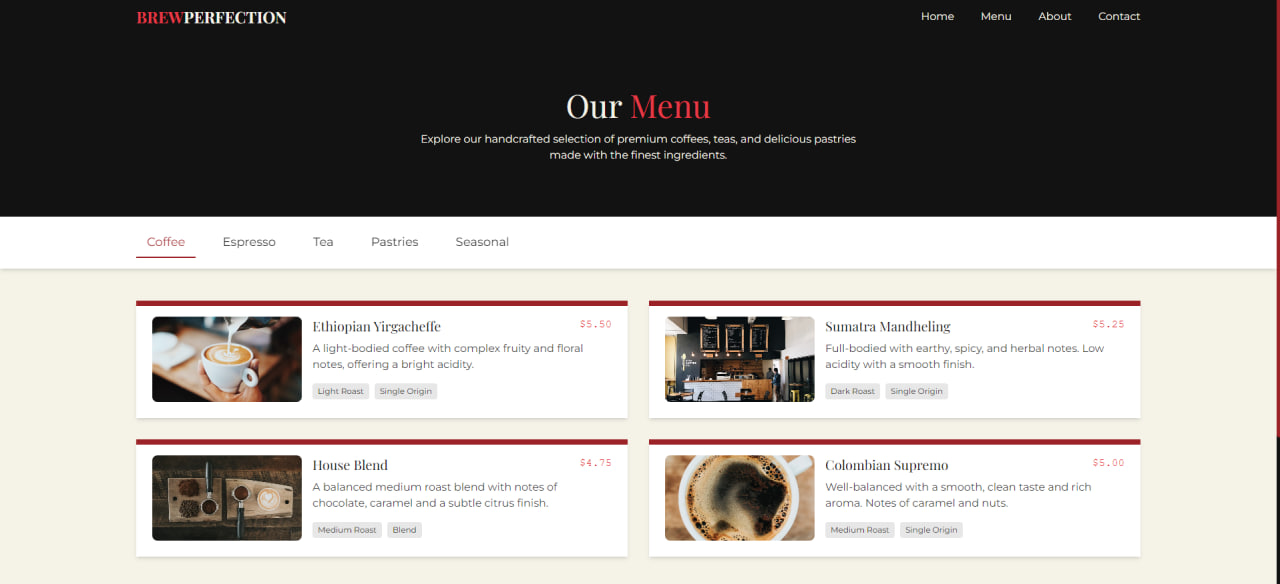 BREWPERFECTION
Home Menu About Contact
Our Menu
Explore our handcrafted selection of premium coffees, teas, and delicious pastries
made with the finest ingredients.
Coffee Espresso Tea Pastries Seasonal
Ethiopian Yirgacheffe $5.50
A light-bodied coffee with complex fruity and floral
notes, offering a bright acidity.
Light Roast Single Origin
Sumatra Mandheling $5.25
Full-bodied with earthy, spicy, and herbal notes. Low
acidity with a smooth finish.
Dark Roast Single Origin
House Blend $4.75
A balanced medium roast blend with notes of
chocolate, caramel and a subtle citrus finish.
Medium Roast Blend
Colombian Supremo $5.00
Well-balanced with a smooth, clean taste and rich
aroma. Notes of caramel and nuts.
Medium Roast Single Origin